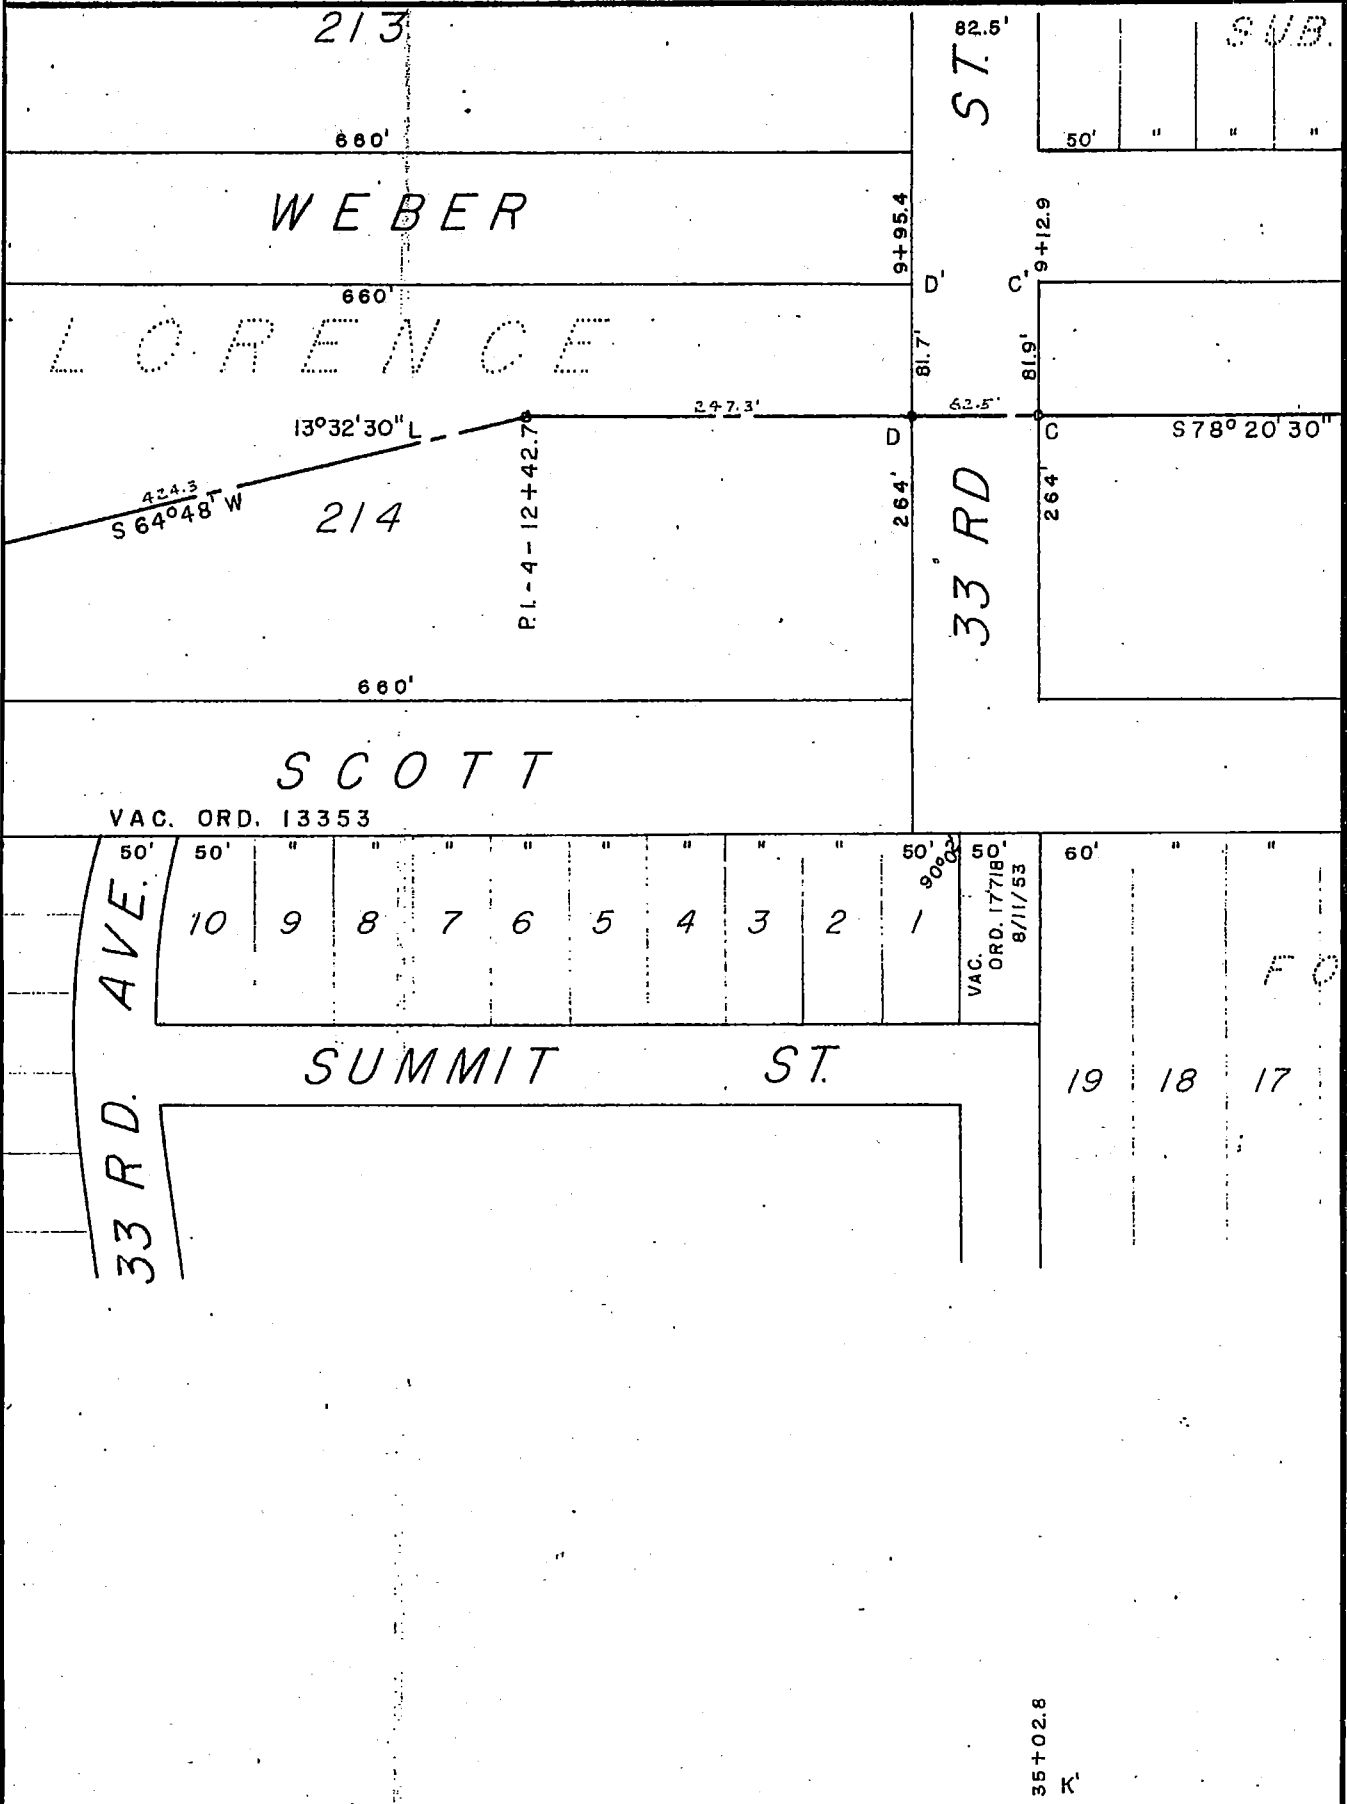 213
82.5'
SUB.
ST.
660'
50' " " "
WEBER
9+95.4
9+12.9
660'
D'
C'
LORENCE
81.7'
81.9'
247.3'
62.5'
13°32'30" L
D
C
S78°20'30"
424.3'
S 64°48' W
214
P.I.-4-12+42.7
264'
33 RD
264'
660'
SCOTT
VAC. ORD. 13353
50' 50' " " " " " " " " 50' 90°02' 50' 60' " "
10 9 8 7 6 5 4 3 2 1
VAC.
ORD. 17718
8/11/53
FO
33 RD. AVE.
SUMMIT ST.
19 18 17
35+02.8
K'